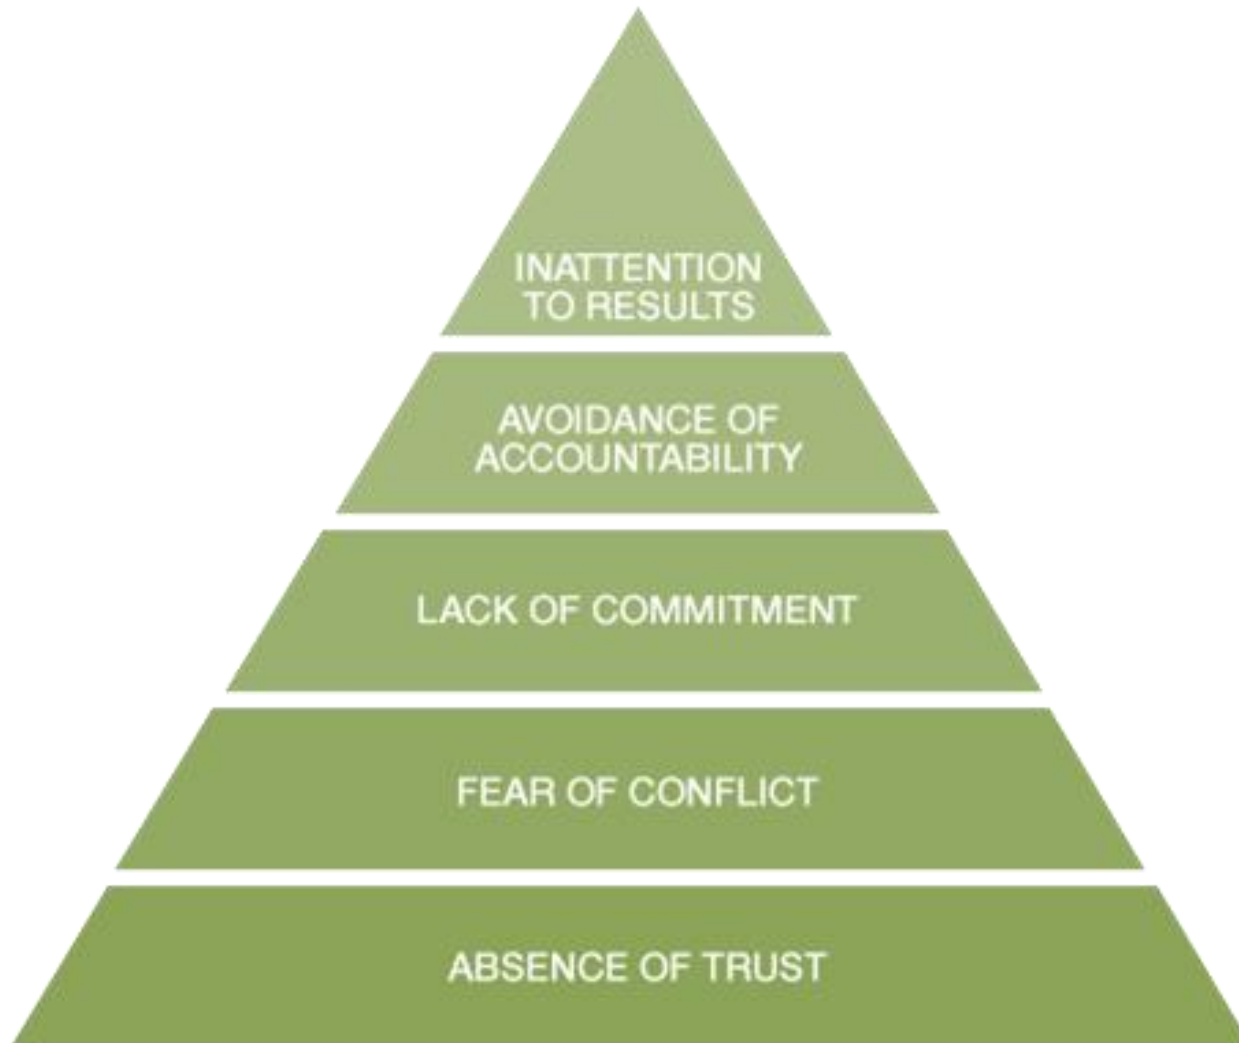 INATTENTION
TO RESULTS
AVOIDANCE OF
ACCOUNTABILITY
LACK OF COMMITMENT
FEAR OF CONFLICT
ABSENCE OF TRUST